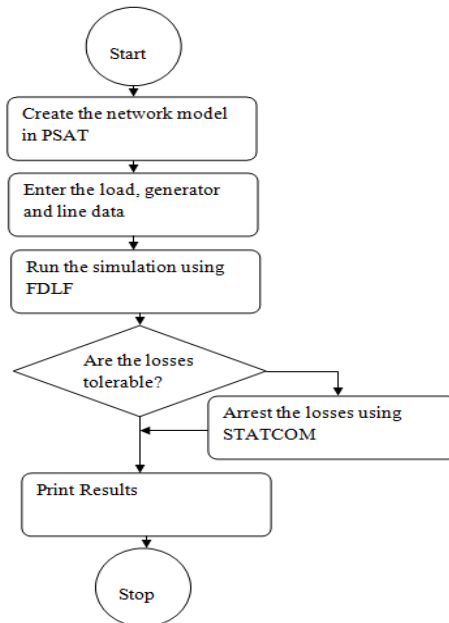 Start
Create the network model
in PSAT
Enter the load, generator
and line data
Run the simulation using
FDLF
Are the losses
tolerable?
Arrest the losses using
STATCOM
Print Results
Stop